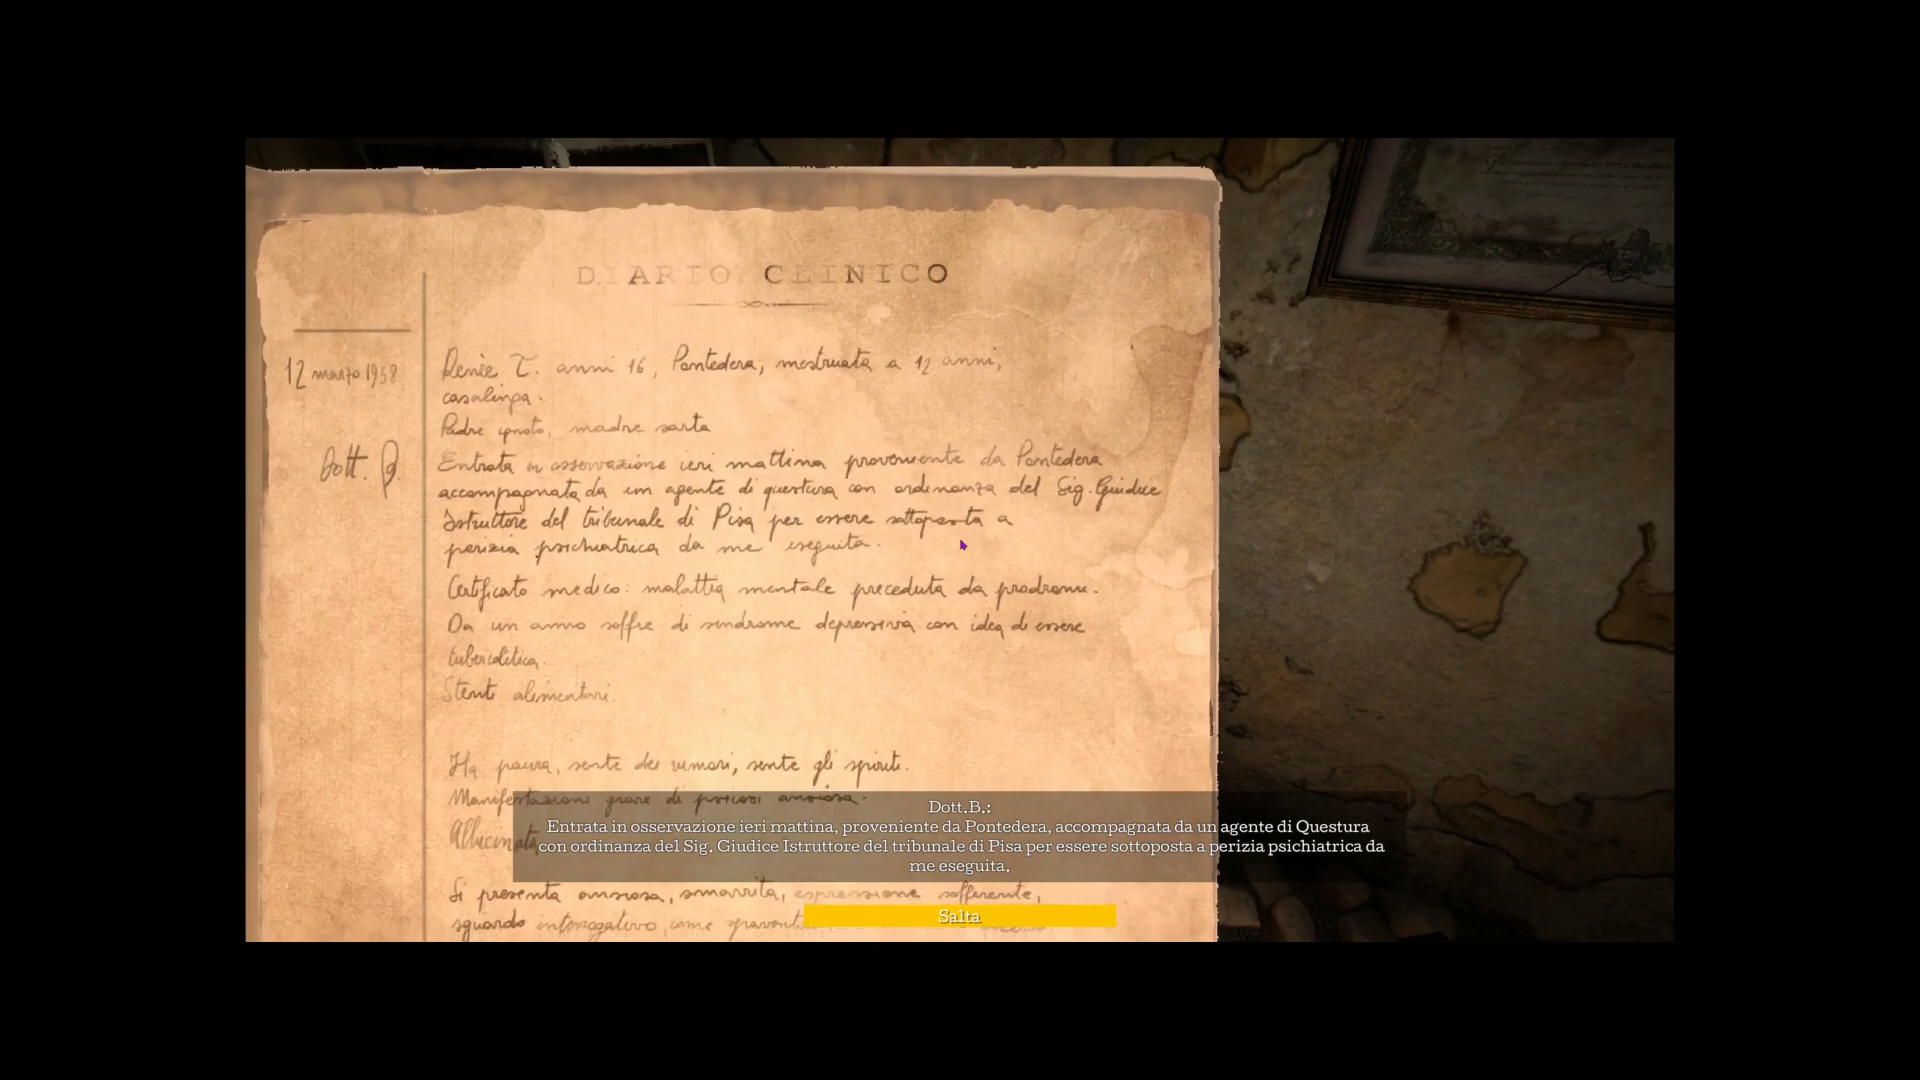 DIARIO CLINICO
12 marzo 1938
Renèe T. anni 16, Pontedera, mestruata a 12 anni,
casalinga.
Padre ignoto, madre sarta
Dott. B.
Entrata in osservazione ieri mattina proveniente da Pontedera
accompagnata da un agente di questura con ordinanza del Sig. Giudice
Istruttore del tribunale di Pisa per essere sottoposta a
perizia psichiatrica da me eseguita.
Certificato medico: malattia mentale preceduta da prodromi.
Da un anno soffre di sindrome depressiva con idea di essere
tubercolitica.
Stenti alimentari.
Ha paura, sente dei rumori, sente gli spiriti.
Manifestazioni grave di psicosi ansiosa.
Allucinata
Dott.B.:
Entrata in osservazione ieri mattina, proveniente da Pontedera, accompagnata da un agente di Questura
con ordinanza del Sig. Giudice Istruttore del tribunale di Pisa per essere sottoposta a perizia psichiatrica da
me eseguita.
Si presenta ansiosa, smarrita, espressione sofferente,
sguardo interrogativo, come
Salta